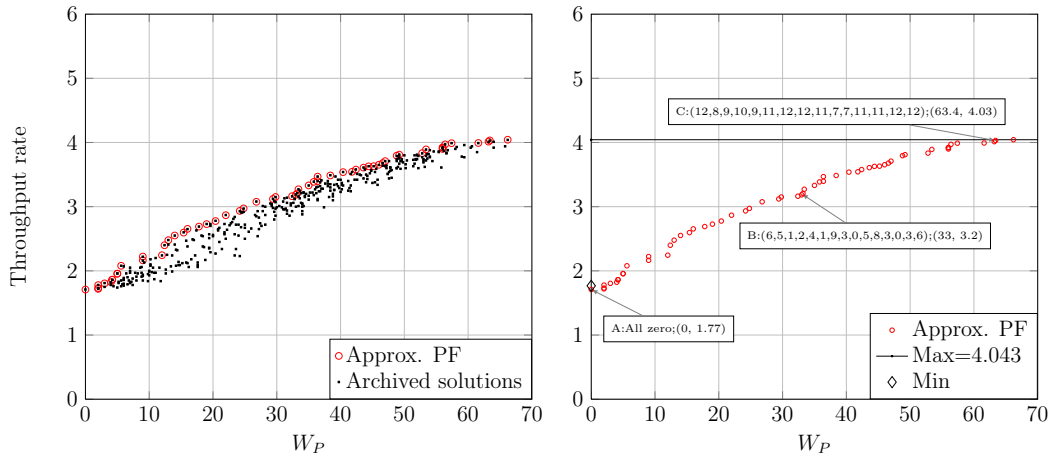 6
5
4
3
2
1
0
Throughput rate
0 10 20 30 40 50 60 70
W_P
Approx. PF
Archived solutions
6
5
4
3
2
1
0
C:(12,8,9,10,9,11,12,12,11,7,7,11,11,12,12);(63.4, 4.03)
B:(6,5,1,2,4,1,9,3,0,5,8,3,0,3,6);(33, 3.2)
A:All zero;(0, 1.77)
Approx. PF
Max=4.043
Min
0 10 20 30 40 50 60 70
W_P